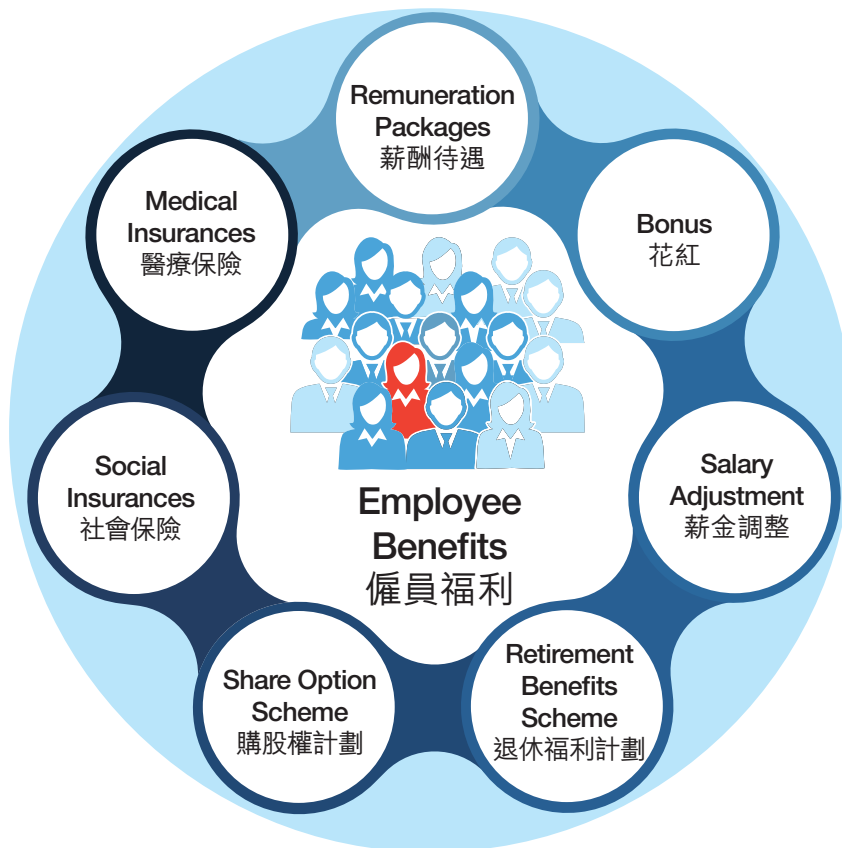 Remuneration
Packages
薪酬待遇
Bonus
花紅
Salary
Adjustment
薪金調整
Retirement
Benefits
Scheme
退休福利計劃
Share Option
Scheme
購股權計劃
Social
Insurances
社會保險
Medical
Insurances
醫療保險
Employee
Benefits
僱員福利